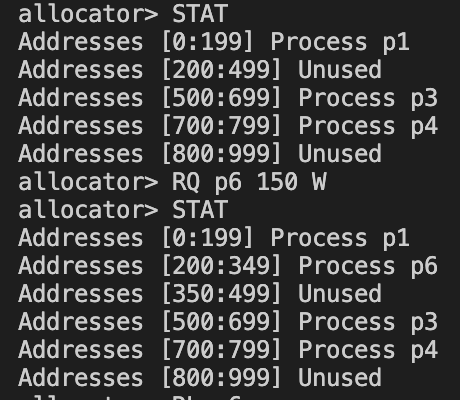 allocator> STAT
Addresses [0:199] Process p1
Addresses [200:499] Unused
Addresses [500:699] Process p3
Addresses [700:799] Process p4
Addresses [800:999] Unused
allocator> RQ p6 150 W
allocator> STAT
Addresses [0:199] Process p1
Addresses [200:349] Process p6
Addresses [350:499] Unused
Addresses [500:699] Process p3
Addresses [700:799] Process p4
Addresses [800:999] Unused